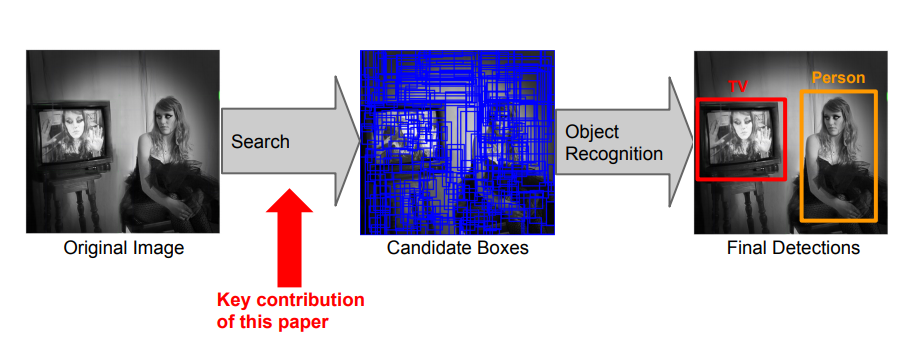 TV
Person
Search
Object
Recognition
Original Image
Candidate Boxes
Final Detections
Key contribution
of this paper